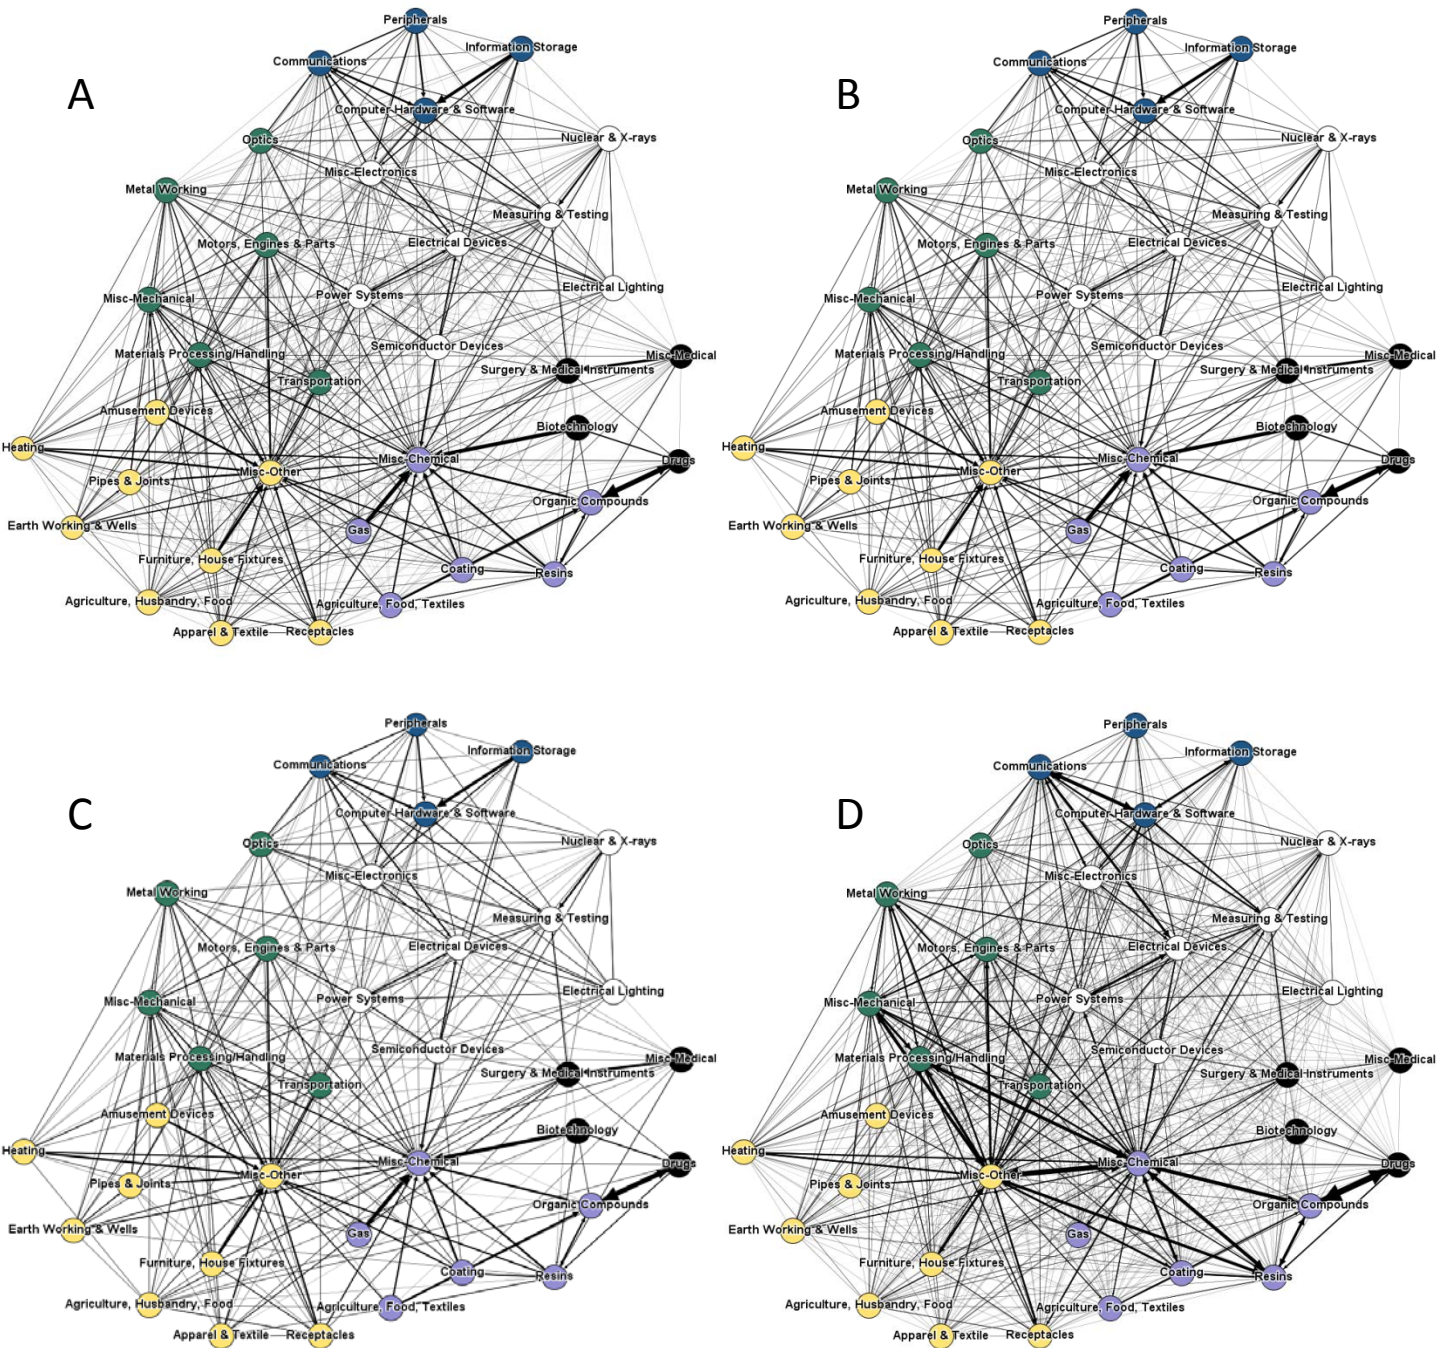 A
Peripherals
Information Storage
Communications
Computer Hardware & Software
Nuclear & X-rays
Optics
Misc-Electronics
Metal Working
Measuring & Testing
Motors, Engines & Parts
Electrical Devices
Electrical Lighting
Power Systems
Misc-Mechanical
Semiconductor Devices
Materials Processing/Handling
Misc-Medical
Surgery & Medical Instruments
Transportation
Amusement Devices
Biotechnology
Heating
Misc-Chemical
Drugs
Misc-Other
Pipes & Joints
Organic Compounds
Earth Working & Wells
Gas
Furniture, House Fixtures
Coating
Resins
Agriculture, Husbandry, Food
Agriculture, Food, Textiles
Apparel & Textile
Receptacles
B
Peripherals
Information Storage
Communications
Computer Hardware & Software
Nuclear & X-rays
Optics
Misc-Electronics
Metal Working
Measuring & Testing
Motors, Engines & Parts
Electrical Devices
Electrical Lighting
Power Systems
Misc-Mechanical
Semiconductor Devices
Materials Processing/Handling
Misc-Medical
Surgery & Medical Instruments
Transportation
Amusement Devices
Biotechnology
Heating
Misc-Chemical
Drugs
Misc-Other
Pipes & Joints
Organic Compounds
Earth Working & Wells
Gas
Furniture, House Fixtures
Coating
Resins
Agriculture, Husbandry, Food
Agriculture, Food, Textiles
Apparel & Textile
Receptacles
C
Peripherals
Information Storage
Communications
Computer Hardware & Software
Nuclear & X-rays
Optics
Misc-Electronics
Metal Working
Measuring & Testing
Motors, Engines & Parts
Electrical Devices
Electrical Lighting
Power Systems
Misc-Mechanical
Semiconductor Devices
Materials Processing/Handling
Misc-Medical
Surgery & Medical Instruments
Transportation
Amusement Devices
Biotechnology
Heating
Misc-Chemical
Drugs
Misc-Other
Pipes & Joints
Organic Compounds
Earth Working & Wells
Gas
Furniture, House Fixtures
Coating
Resins
Agriculture, Husbandry, Food
Agriculture, Food, Textiles
Apparel & Textile
Receptacles
D
Peripherals
Information Storage
Communications
Computer Hardware & Software
Nuclear & X-rays
Optics
Misc-Electronics
Metal Working
Measuring & Testing
Motors, Engines & Parts
Electrical Devices
Electrical Lighting
Power Systems
Misc-Mechanical
Semiconductor Devices
Materials Processing/Handling
Misc-Medical
Surgery & Medical Instruments
Transportation
Amusement Devices
Biotechnology
Heating
Misc-Chemical
Drugs
Misc-Other
Pipes & Joints
Organic Compounds
Earth Working & Wells
Gas
Furniture, House Fixtures
Coating
Resins
Agriculture, Husbandry, Food
Agriculture, Food, Textiles
Apparel & Textile
Receptacles